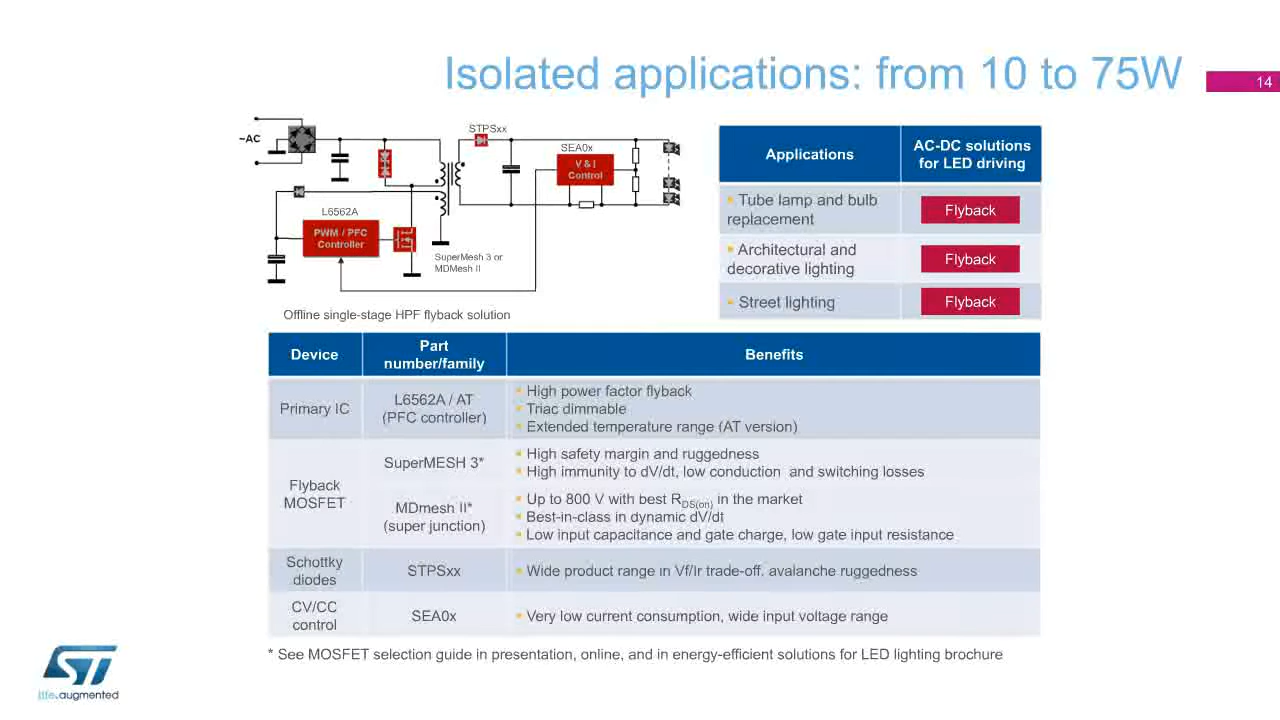 Isolated applications: from 10 to 75W
14
~AC
STPSxx
SEA0x
V & I
Control
L6562A
PWM / PFC
Controller
SuperMesh 3 or
MDMesh II
Offline single-stage HPF flyback solution
Applications
AC-DC solutions
for LED driving
Tube lamp and bulb
replacement
Flyback
Architectural and
decorative lighting
Flyback
Street lighting
Flyback
Device
Part
number/family
Benefits
Primary IC
L6562A / AT
(PFC controller)
High power factor flyback
Triac dimmable
Extended temperature range (AT version)
Flyback
MOSFET
SuperMESH 3*
High safety margin and ruggedness
High immunity to dV/dt, low conduction and switching losses
MDmesh II*
(super junction)
Up to 800 V with best RDS(on) in the market
Best-in-class in dynamic dV/dt
Low input capacitance and gate charge, low gate input resistance
Schottky
diodes
STPSxx
Wide product range in Vf/Ir trade-off. avalanche ruggedness
CV/CC
control
SEA0x
Very low current consumption, wide input voltage range
* See MOSFET selection guide in presentation, online, and in energy-efficient solutions for LED lighting brochure
ST
life.augmented